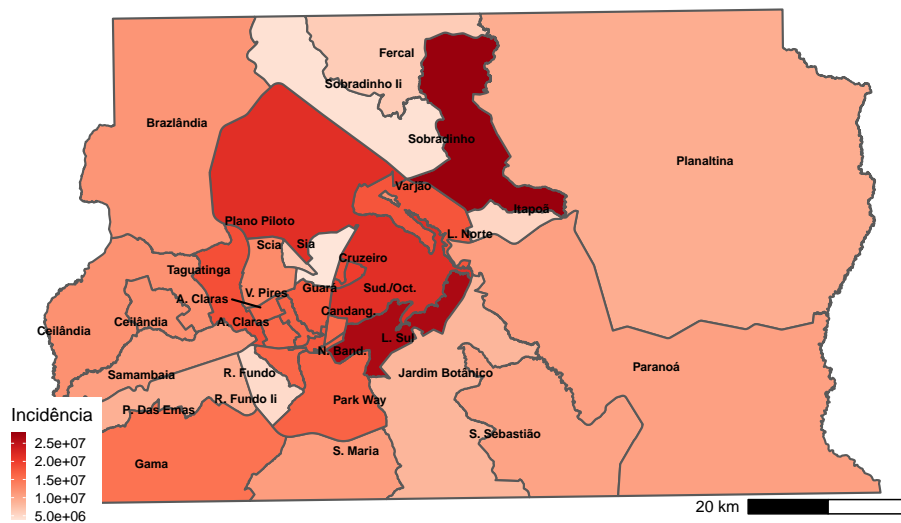 Fercal
Sobradinho Ii
Brazlândia
Sobradinho
Planaltina
Varjão
Itapoã
Plano Piloto
L. Norte
Scia
Sia
Cruzeiro
Taguatinga
V. Pires
Guará
Sud./Oct.
A. Claras
Candang.
Ceilândia
Ceilândia
A. Claras
L. Sul
N. Band.
Samambaia
R. Fundo
Jardim Botânico
Paranoá
R. Fundo Ii
Park Way
P. Das Emas
S. Sebastião
S. Maria
Gama
Incidência
2.5e+07
2.0e+07
1.5e+07
1.0e+07
5.0e+06
20 km